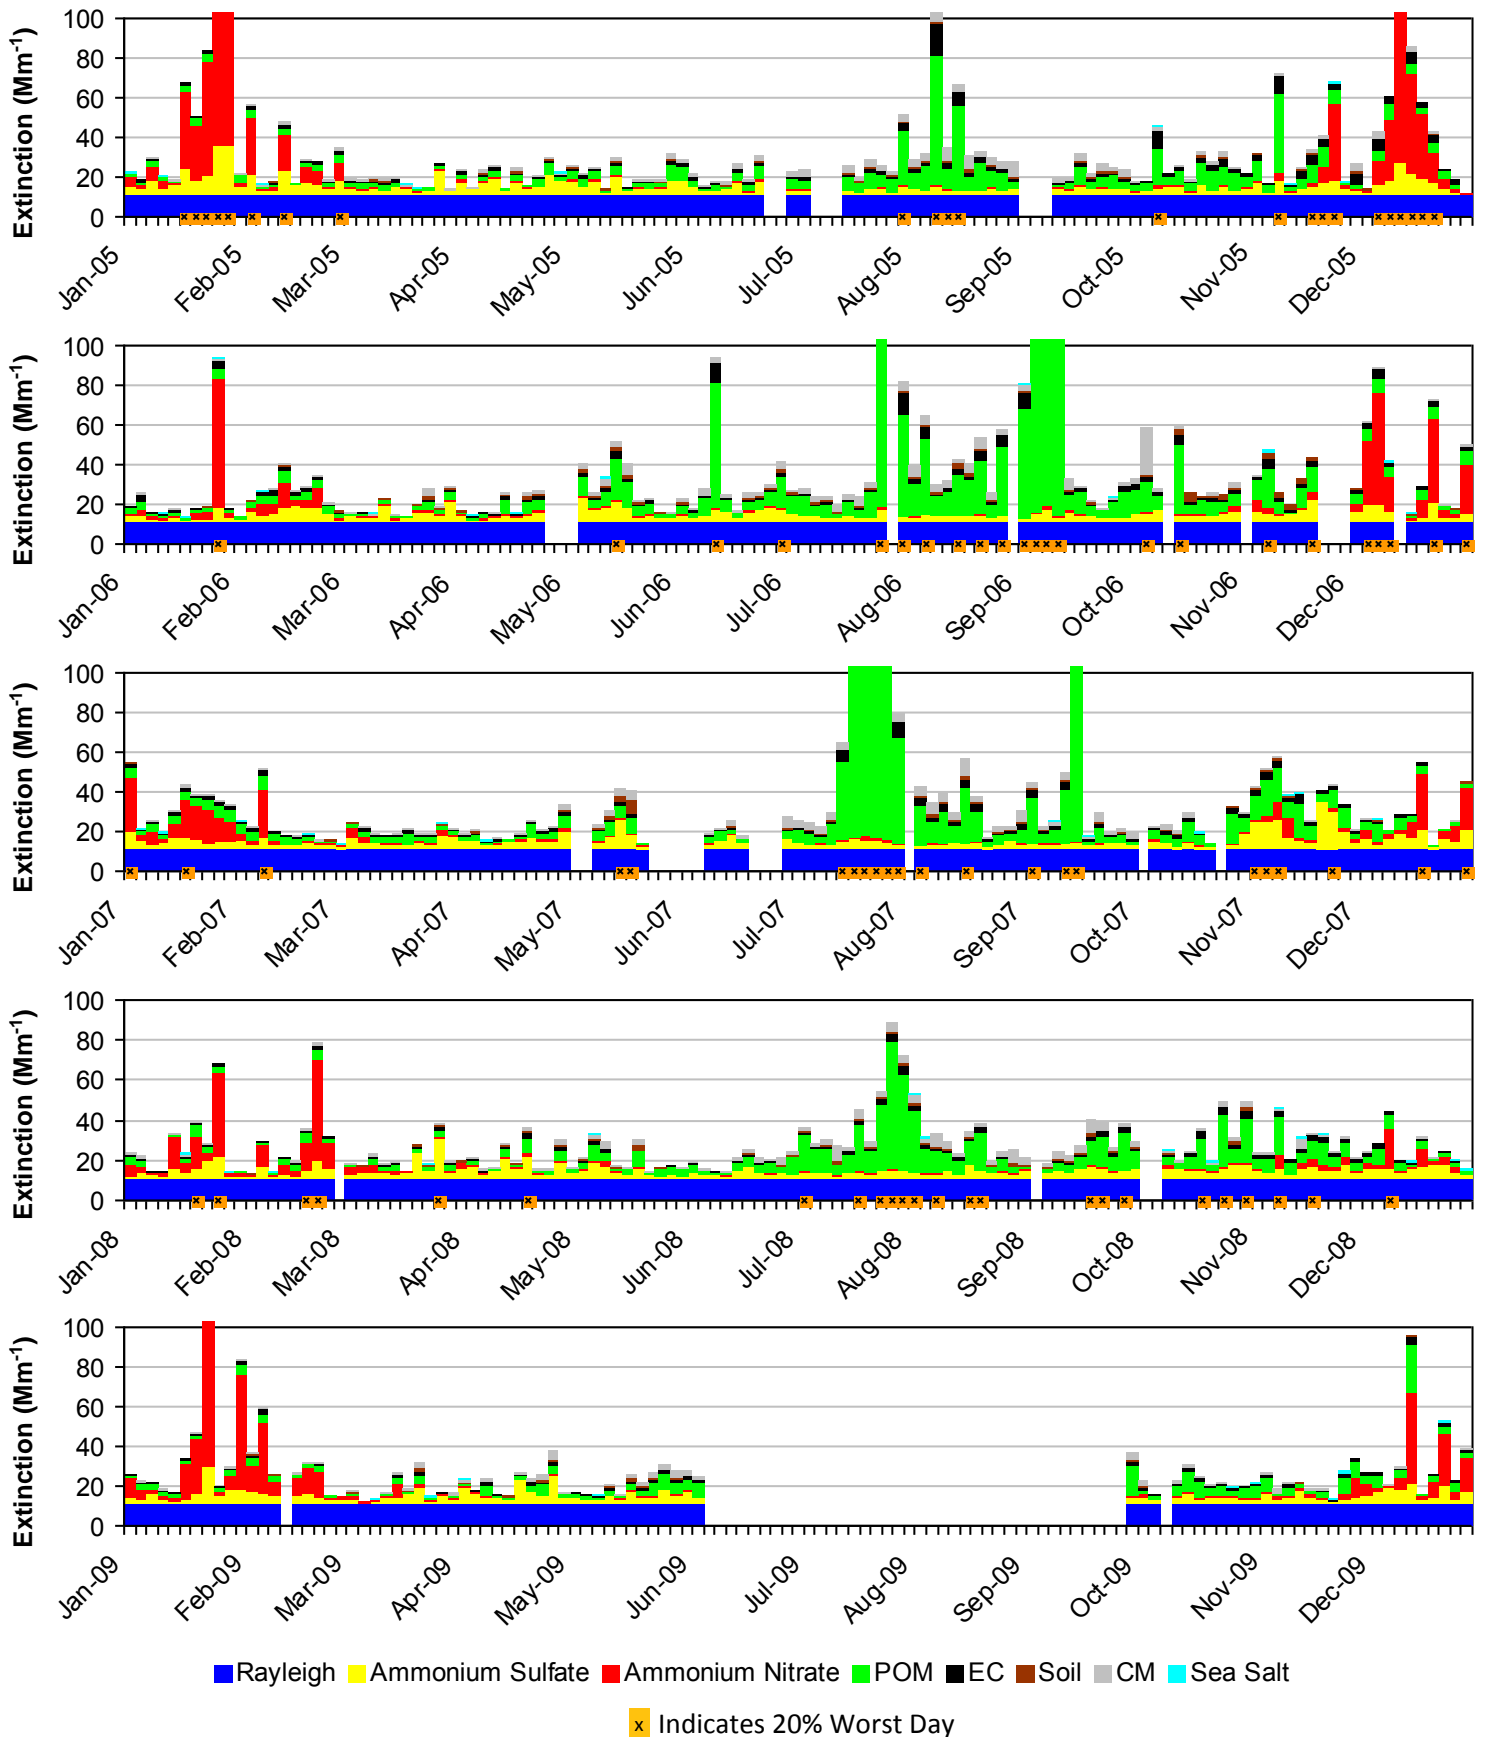 Extinction (Mm-1)
100
80
60
40
20
0
Jan-05 Feb-05 Mar-05 Apr-05 May-05 Jun-05 Jul-05 Aug-05 Sep-05 Oct-05 Nov-05 Dec-05
Extinction (Mm-1)
100
80
60
40
20
0
Jan-06 Feb-06 Mar-06 Apr-06 May-06 Jun-06 Jul-06 Aug-06 Sep-06 Oct-06 Nov-06 Dec-06
Extinction (Mm-1)
100
80
60
40
20
0
Jan-07 Feb-07 Mar-07 Apr-07 May-07 Jun-07 Jul-07 Aug-07 Sep-07 Oct-07 Nov-07 Dec-07
Extinction (Mm-1)
100
80
60
40
20
0
Jan-08 Feb-08 Mar-08 Apr-08 May-08 Jun-08 Jul-08 Aug-08 Sep-08 Oct-08 Nov-08 Dec-08
Extinction (Mm-1)
100
80
60
40
20
0
Jan-09 Feb-09 Mar-09 Apr-09 May-09 Jun-09 Jul-09 Aug-09 Sep-09 Oct-09 Nov-09 Dec-09
Rayleigh Ammonium Sulfate Ammonium Nitrate POM EC Soil CM Sea Salt
x Indicates 20% Worst Day